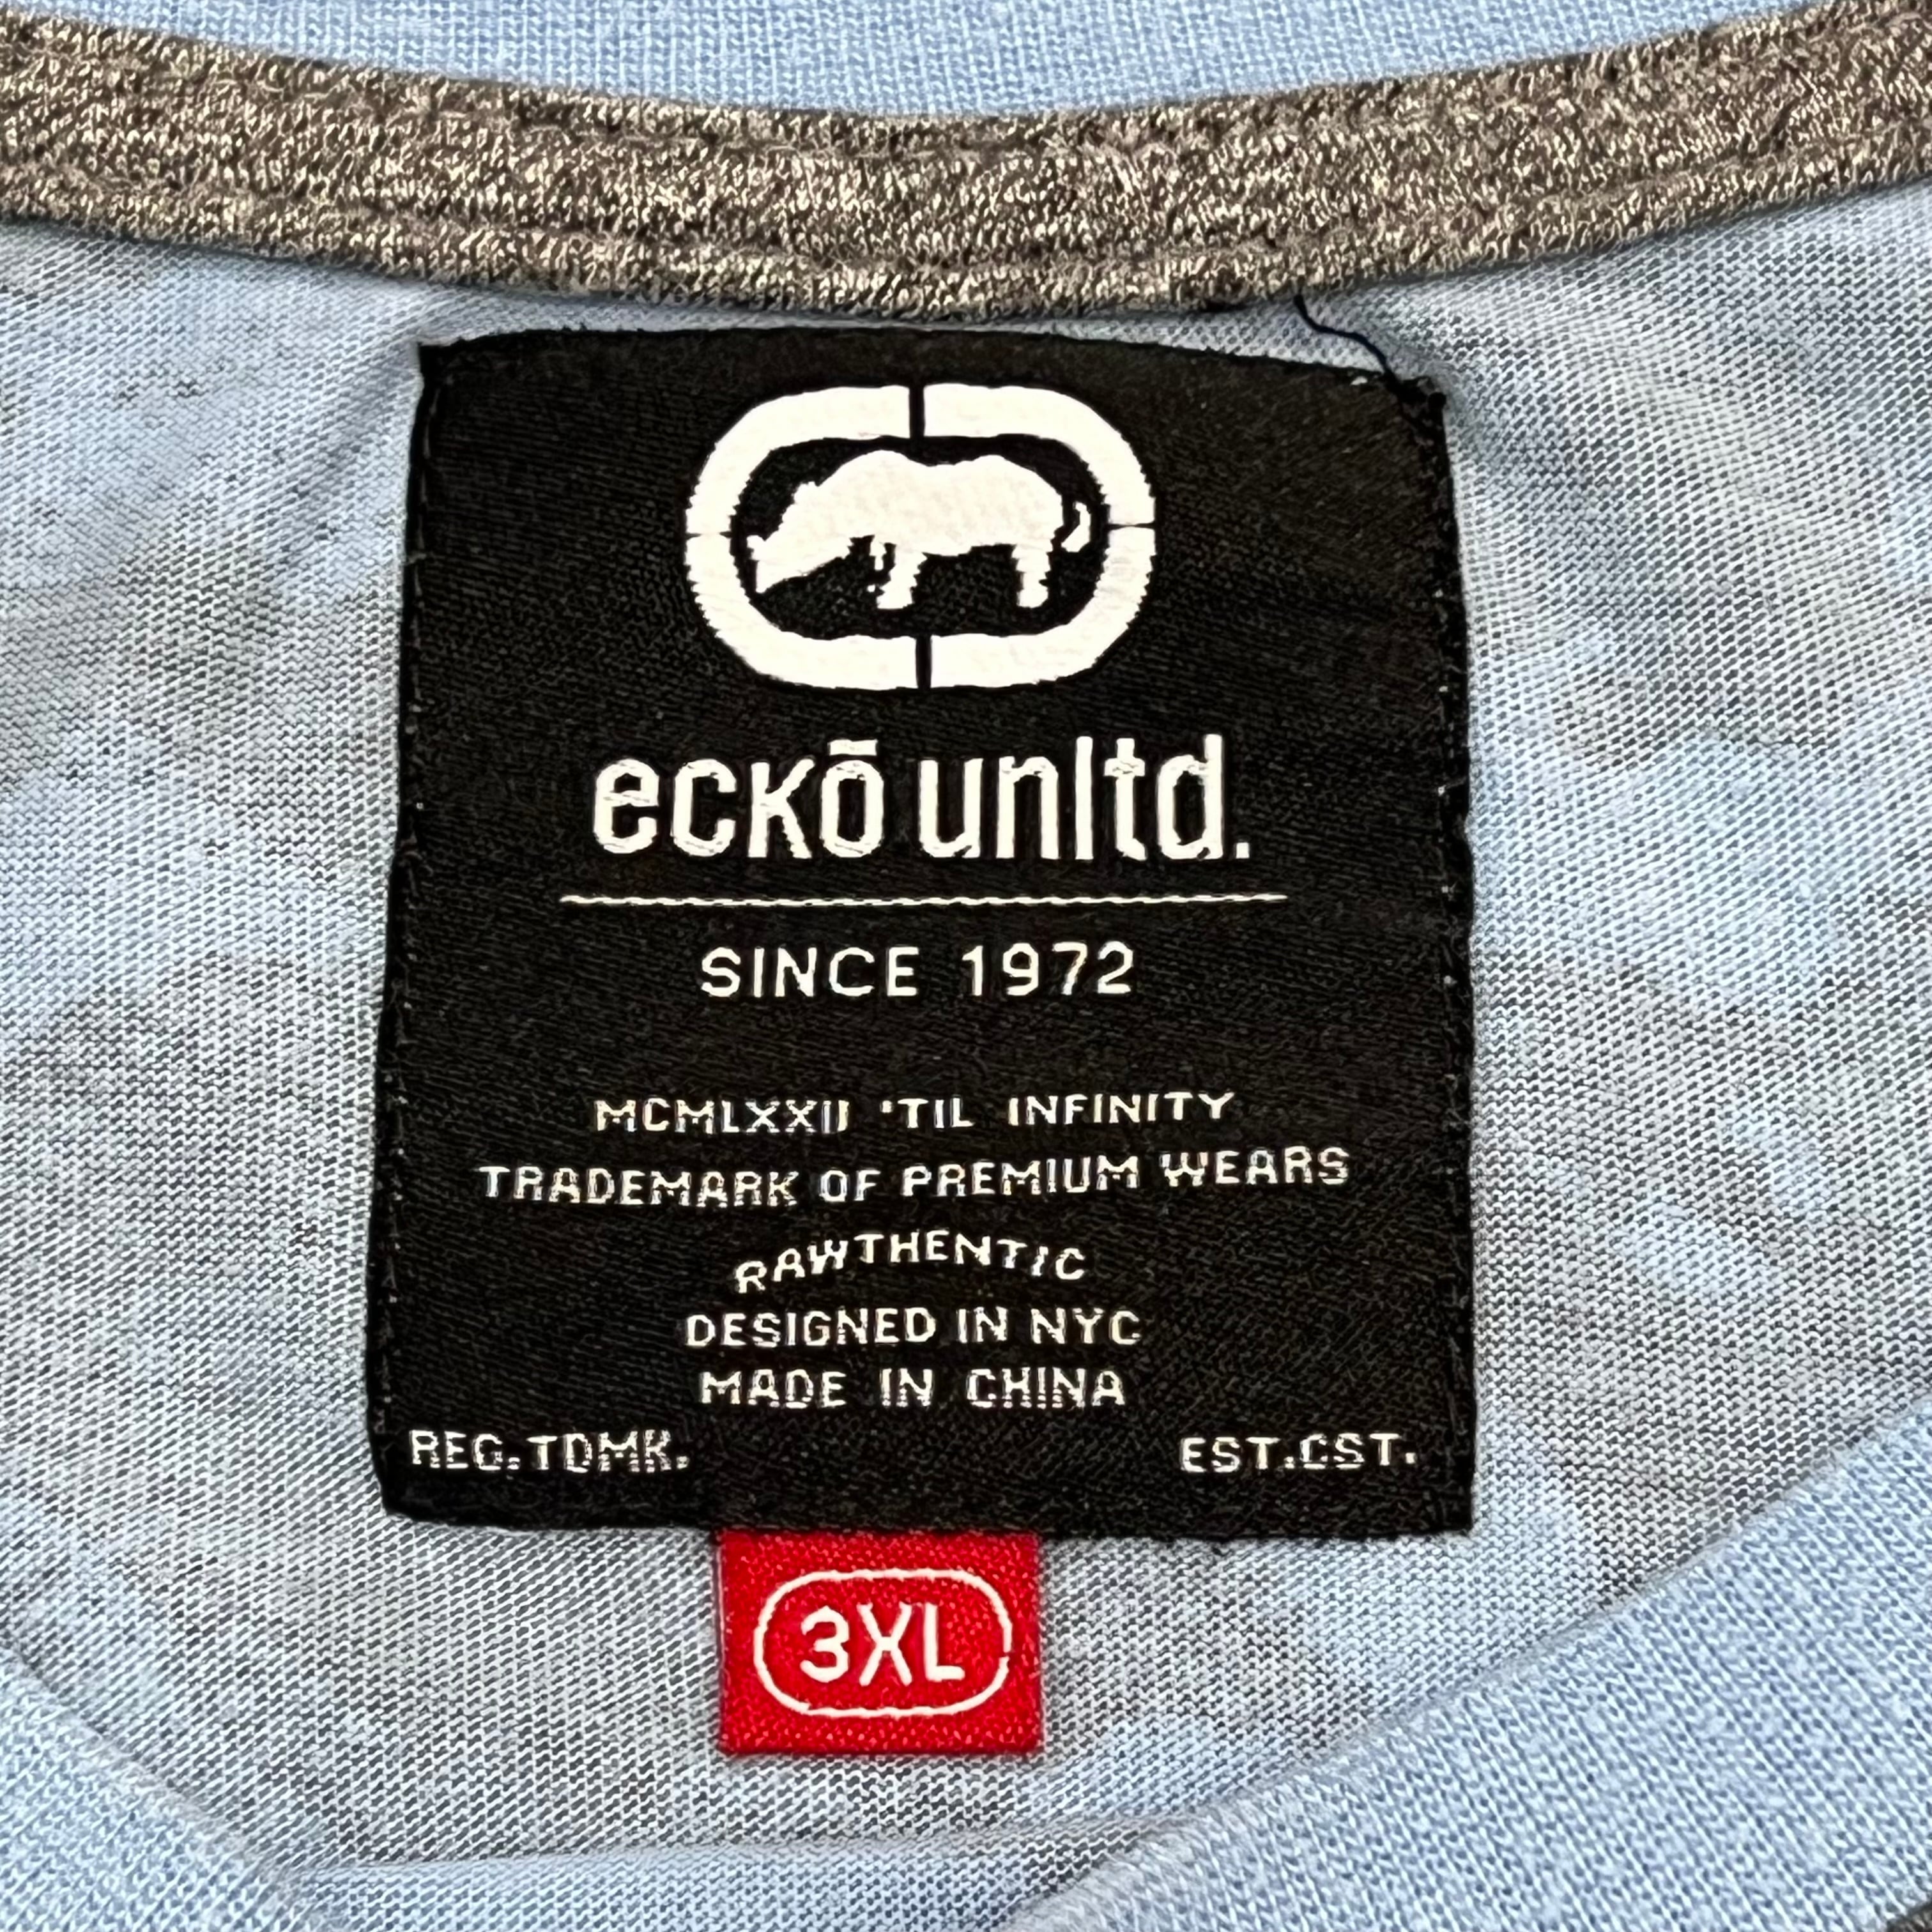 eckō unltd.
SINCE 1972
MCMLXXII 'TIL INFINITY
TRADEMARK OF PREMIUM WEARS
RAWTHENTIC
DESIGNED IN NYC
MADE IN CHINA
REG.TDMK. EST.CST.
3XL